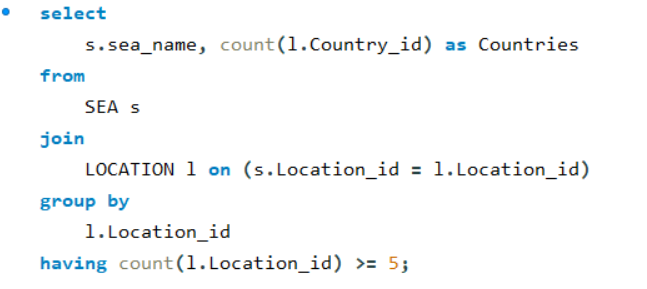 select
s.sea_name, count(l.Country_id) as Countries
from
SEA s
join
LOCATION l on (s.Location_id = l.Location_id)
group by
l.Location_id
having count(l.Location_id) >= 5;